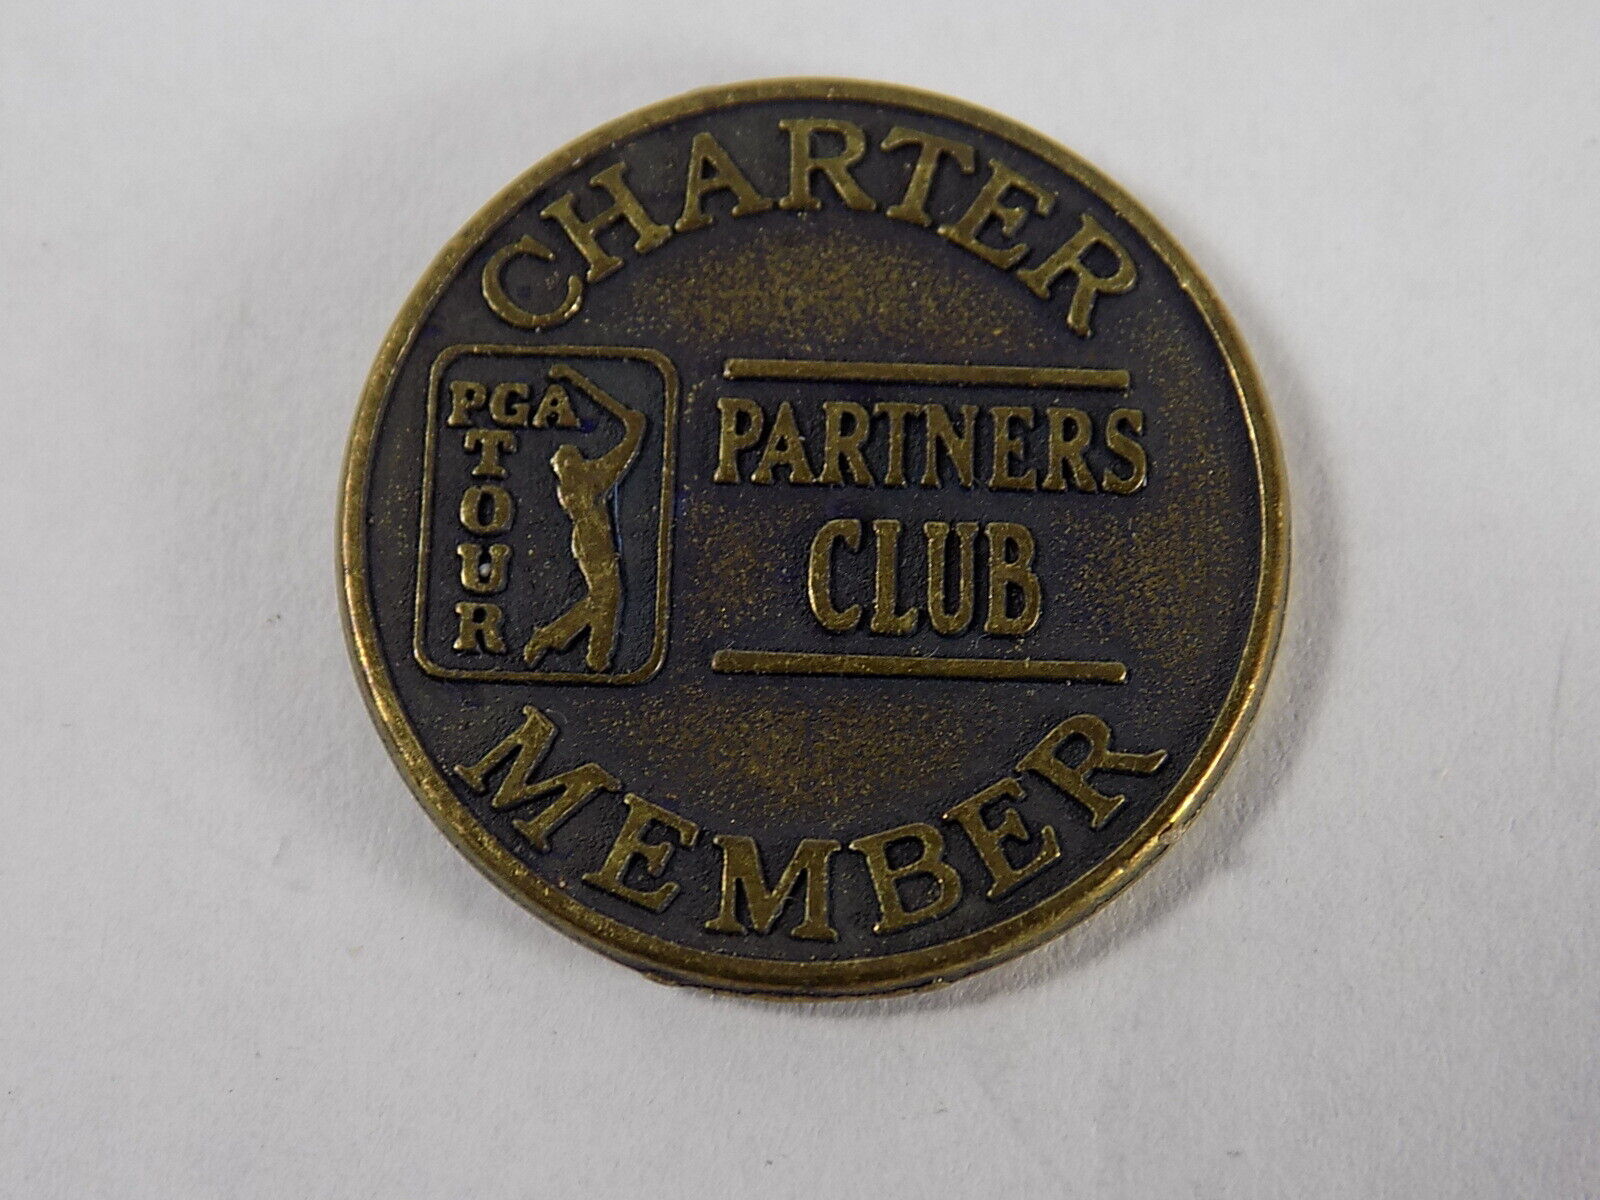 CHARTER
PGA
TOUR
PARTNERS
CLUB
MEMBER